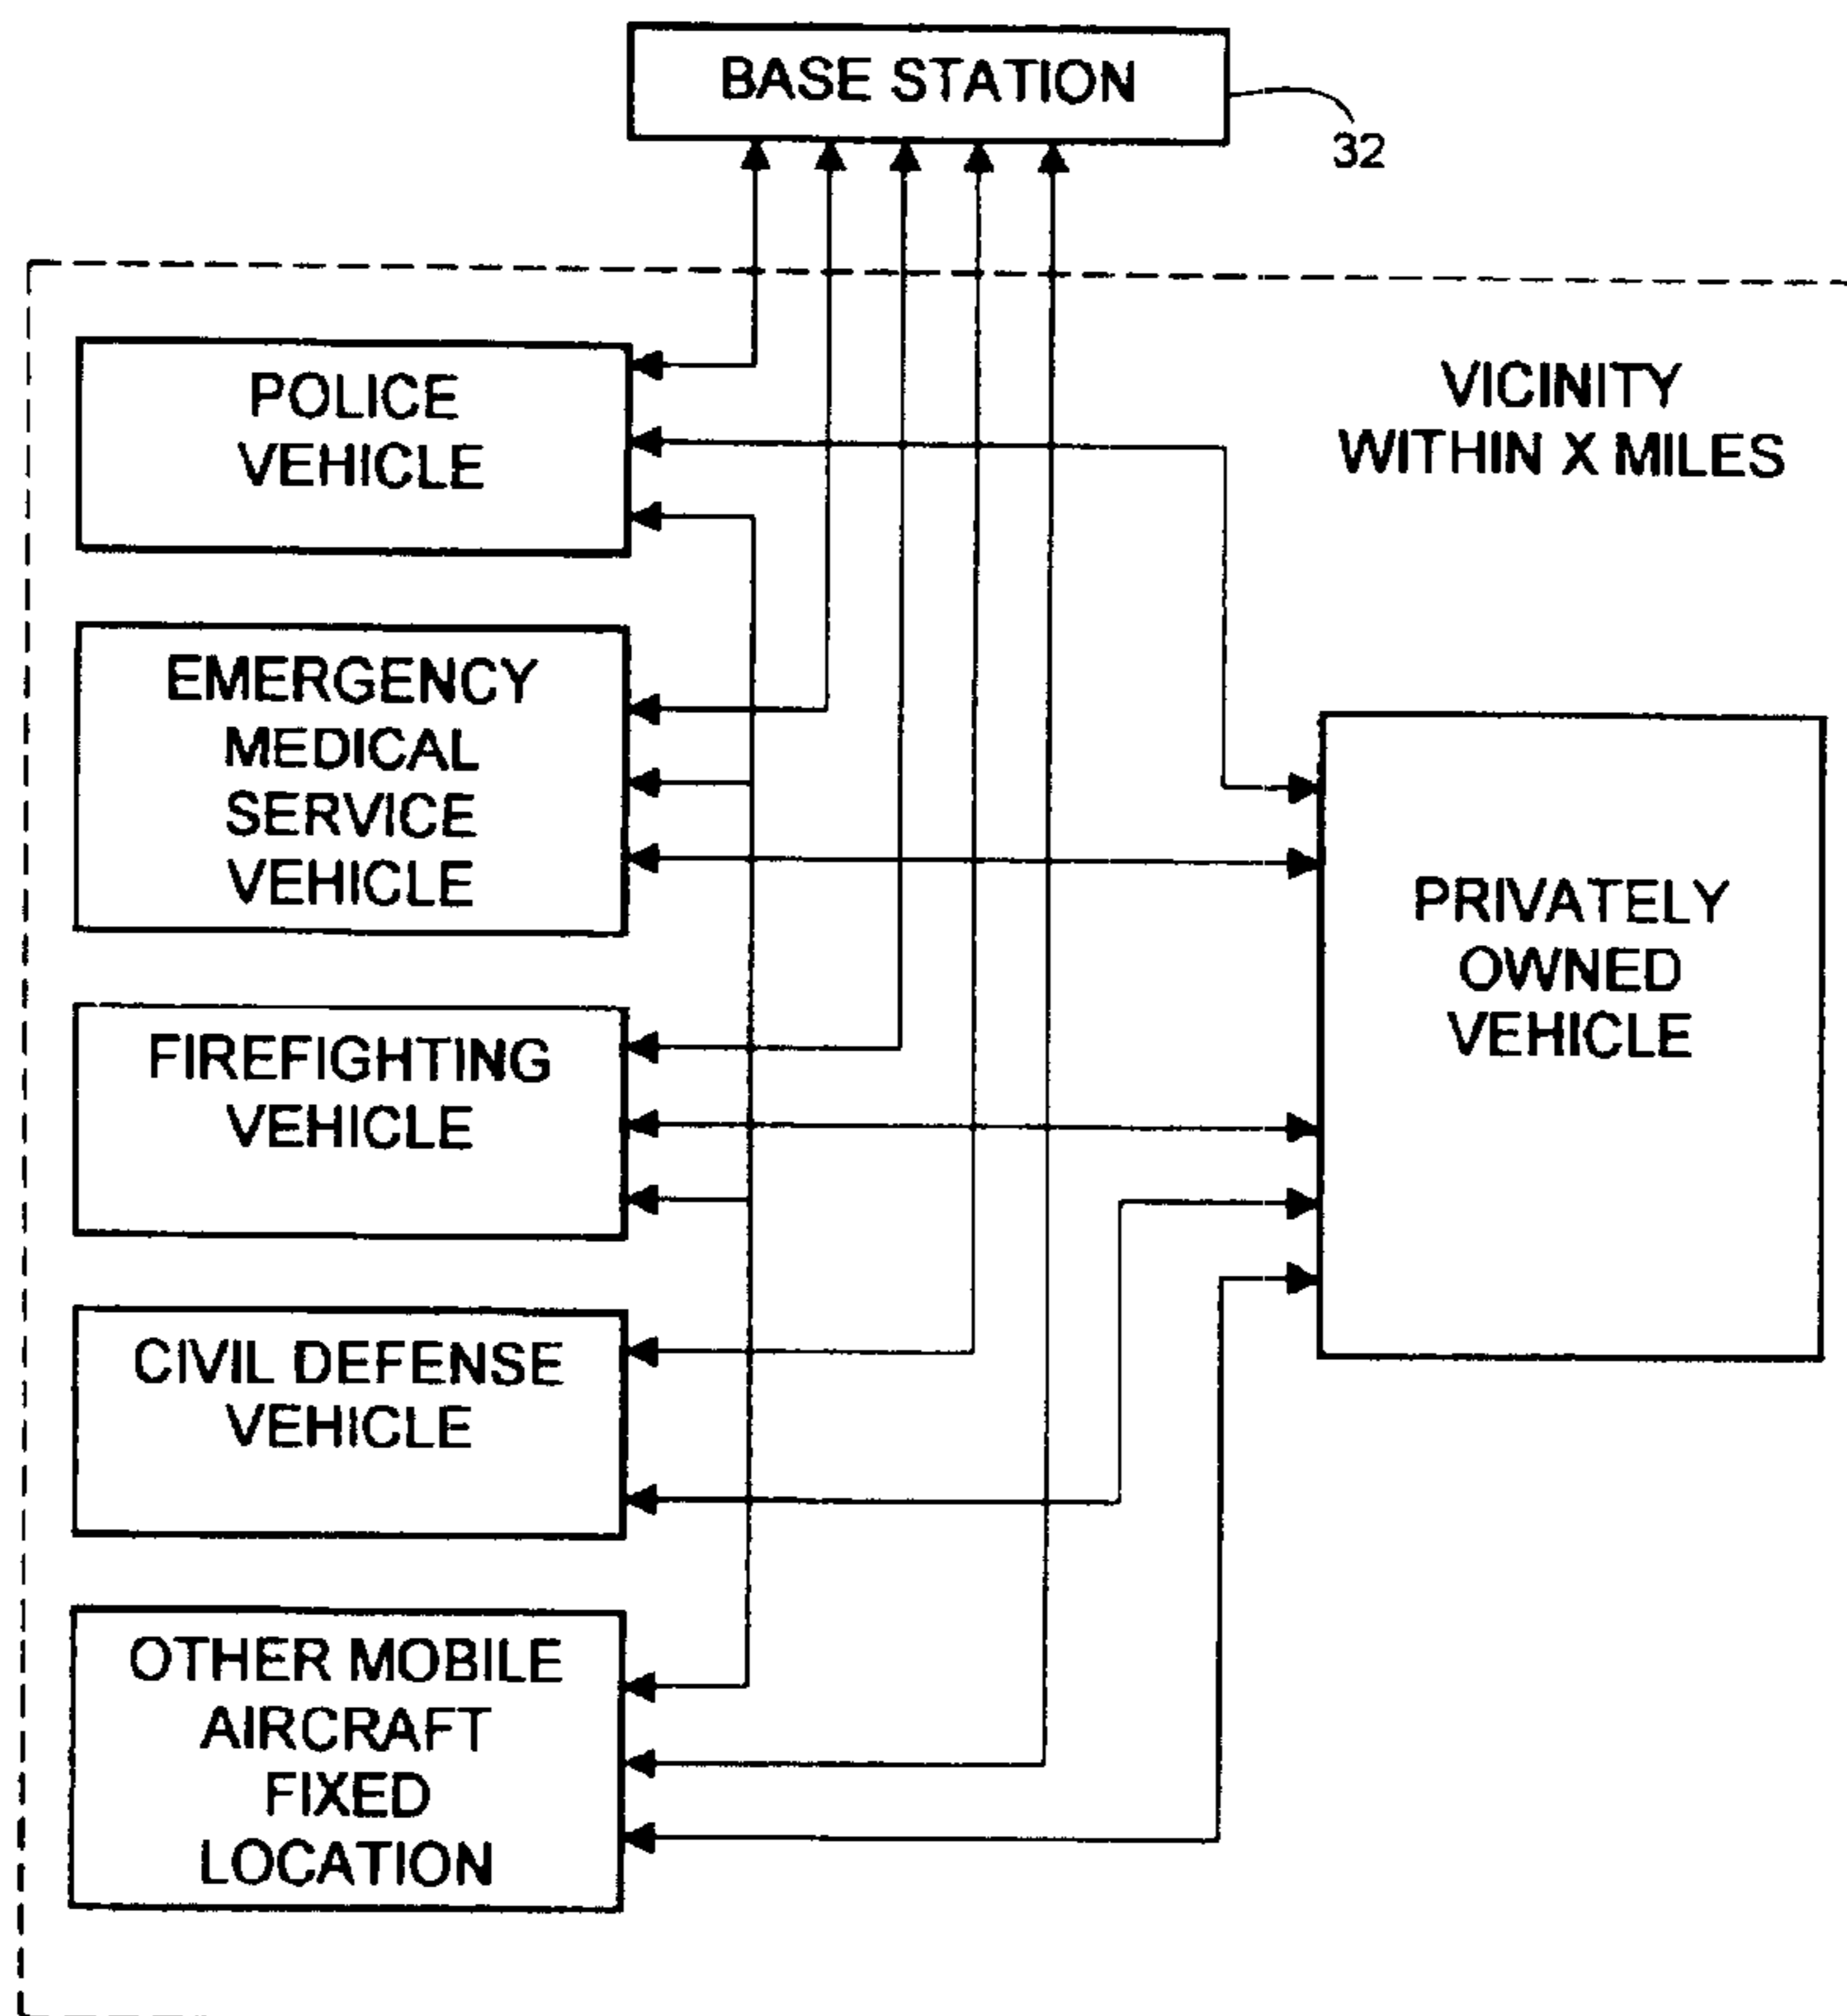 BASE STATION
32
POLICE
VEHICLE
VICINITY
WITHIN X MILES
EMERGENCY
MEDICAL
SERVICE
VEHICLE
PRIVATELY
OWNED
VEHICLE
FIREFIGHTING
VEHICLE
CIVIL DEFENSE
VEHICLE
OTHER MOBILE
AIRCRAFT
FIXED
LOCATION